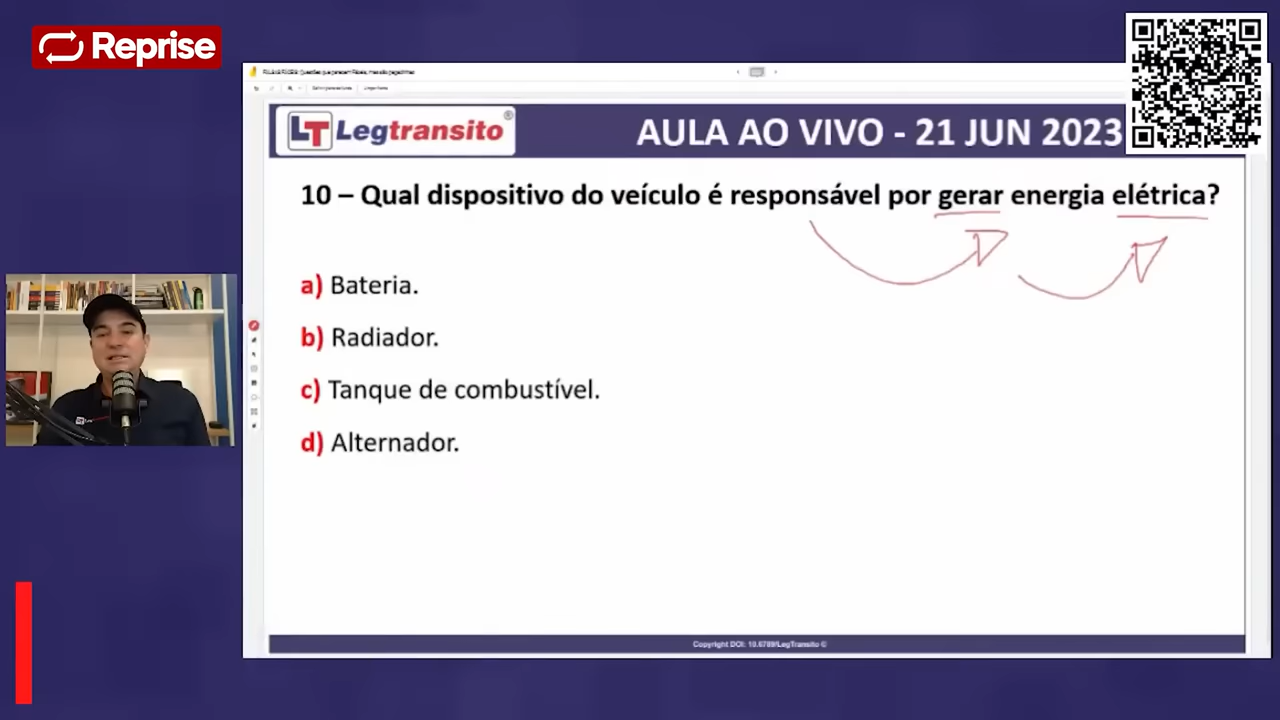 Reprise
LT Legtransito®
AULA AO VIVO - 21 JUN 2023
10 – Qual dispositivo do veículo é responsável por gerar energia elétrica?
a) Bateria.
b) Radiador.
c) Tanque de combustível.
d) Alternador.